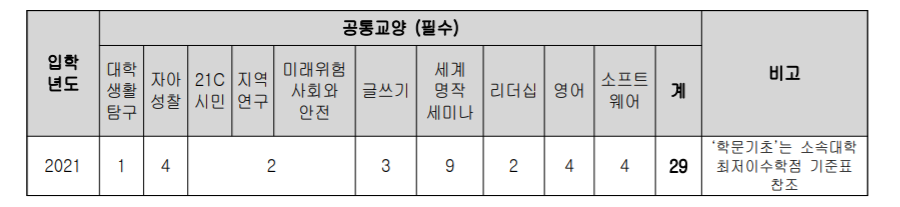 입학
년도
공통교양 (필수)
비고
대학
생활
탐구
자아
성찰
21C
시민
지역
연구
미래위험
사회와
안전
글쓰기
세계
명작
세미나
리더십
영어
소프트
웨어
계
2021
1
4
2
3
9
2
4
4
29
'학문기초'는 소속대학
최저이수학점 기준표
참조